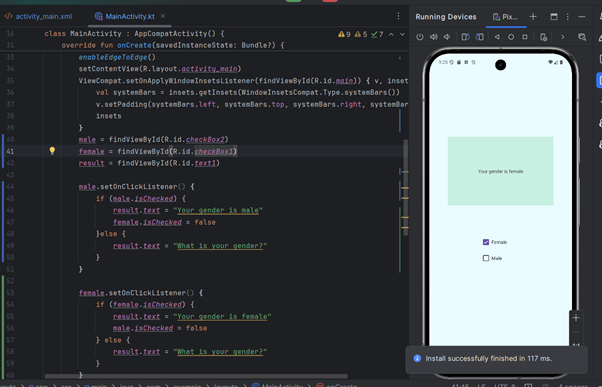 activity_main.xml
MainActivity.kt
Running Devices
Pix...
16
class MainActivity : AppCompatActivity() {
9
5
7
31
override fun onCreate(savedInstanceState: Bundle?) {
33
enableEdgeToEdge()
34
setContentView(R.layout.activity_main)
35
ViewCompat.setOnApplyWindowInsetsListener(findViewById(R.id.main)) { v, inset
36
val systemBars = insets.getInsets(WindowInsetsCompat.Type.systemBars())
37
v.setPadding(systemBars.left, systemBars.top, systemBars.right, systemBar
38
insets
39
}
40
male = findViewById(R.id.checkBox2)
41
female = findViewById(R.id.checkBox1)
42
result = findViewById(R.id.text1)
44
male.setOnClickListener() {
45
if (male.isChecked) {
46
result.text = "Your gender is male"
47
female.isChecked = false
48
}else {
49
result.text = "What is your gender?"
50
}
51
}
52
53
female.setOnClickListener() {
54
if (female.isChecked) {
55
result.text = "Your gender is female"
56
male.isChecked = false
57
} else {
58
result.text = "What is your gender?"
59
}
60
}
9:25
Your gender is female
Female
Male
Install successfully finished in 117 ms.